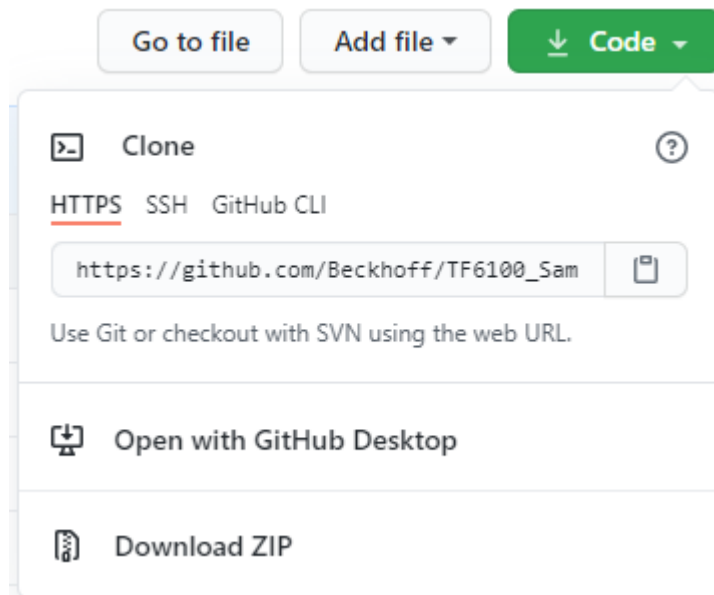 Go to file Add file Code
Clone
HTTPS SSH GitHub CLI
https://github.com/Beckhoff/TF6100_Sam
Use Git or checkout with SVN using the web URL.
Open with GitHub Desktop
Download ZIP